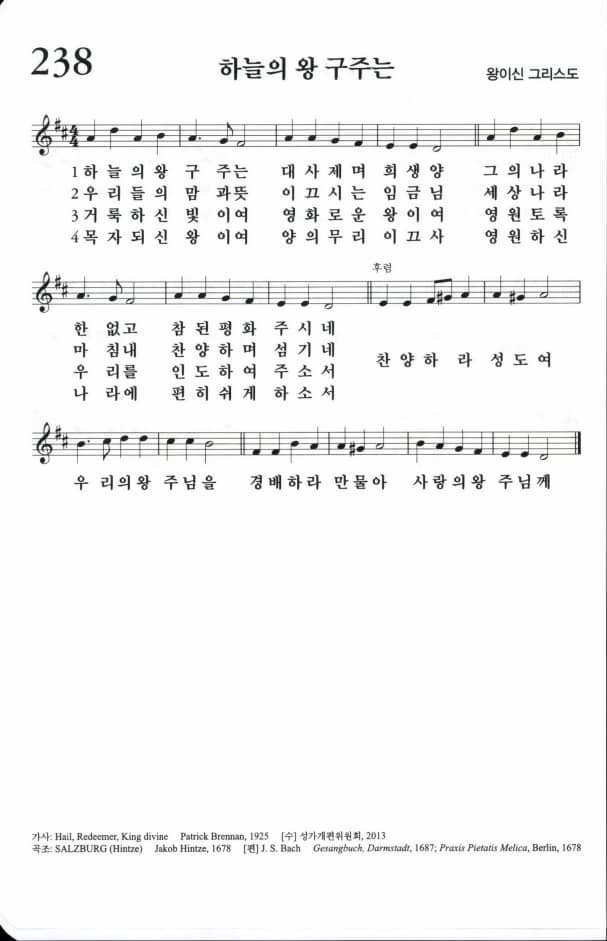 238
하늘의 왕 구주는
왕이신 그리스도
1 하 늘 의 왕 구 주는 대 사 제 며 희 생 양 그 의 나 라
2 우 리 들 의 맘 과뜻 이 끄 시 는 임 금 님 세 상 나 라
3 거 룩 하 신 빛 이여 영 화 로 운 왕 이 여 영 원 토 록
4 목 자 되 신 왕 이여 양 의 무 리 이 끄 사 영 원 하 신
후렴
한 없고 참 된 평 화 주 시 네
마 침내 찬 양 하 며 섬 기 네
우 리를 인 도 하 여 주 소 서
나 라에 편 히 쉬 게 하 소 서
찬 양 하 라 성 도 여
우 리의 왕 주 님 을 경 배 하 라 만 물 아 사 랑 의 왕 주 님 께
가사: Hail, Redeemer, King divine Patrick Brennan, 1925 [수] 성가개편위원회, 2013
곡조: SALZBURG (Hintze) Jakob Hintze, 1678 [편] J. S. Bach Gesangbuch, Darmstadt, 1687; Praxis Pietatis Melica, Berlin, 1678